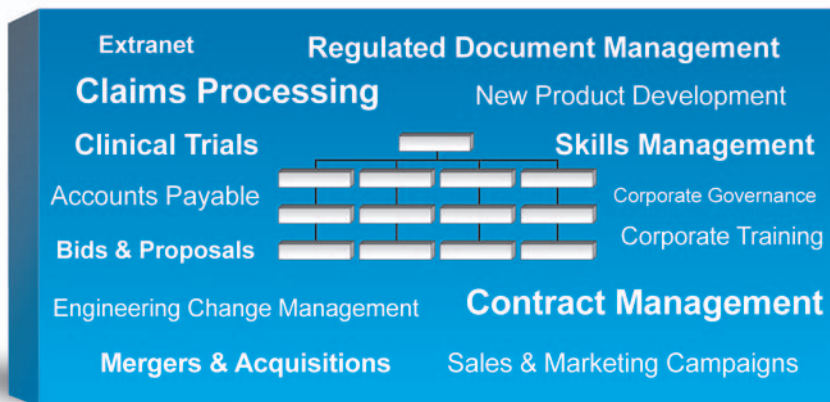 Extranet
Regulated Document Management
Claims Processing
New Product Development
Clinical Trials
Skills Management
Accounts Payable
Corporate Governance
Bids & Proposals
Corporate Training
Engineering Change Management
Contract Management
Mergers & Acquisitions
Sales & Marketing Campaigns